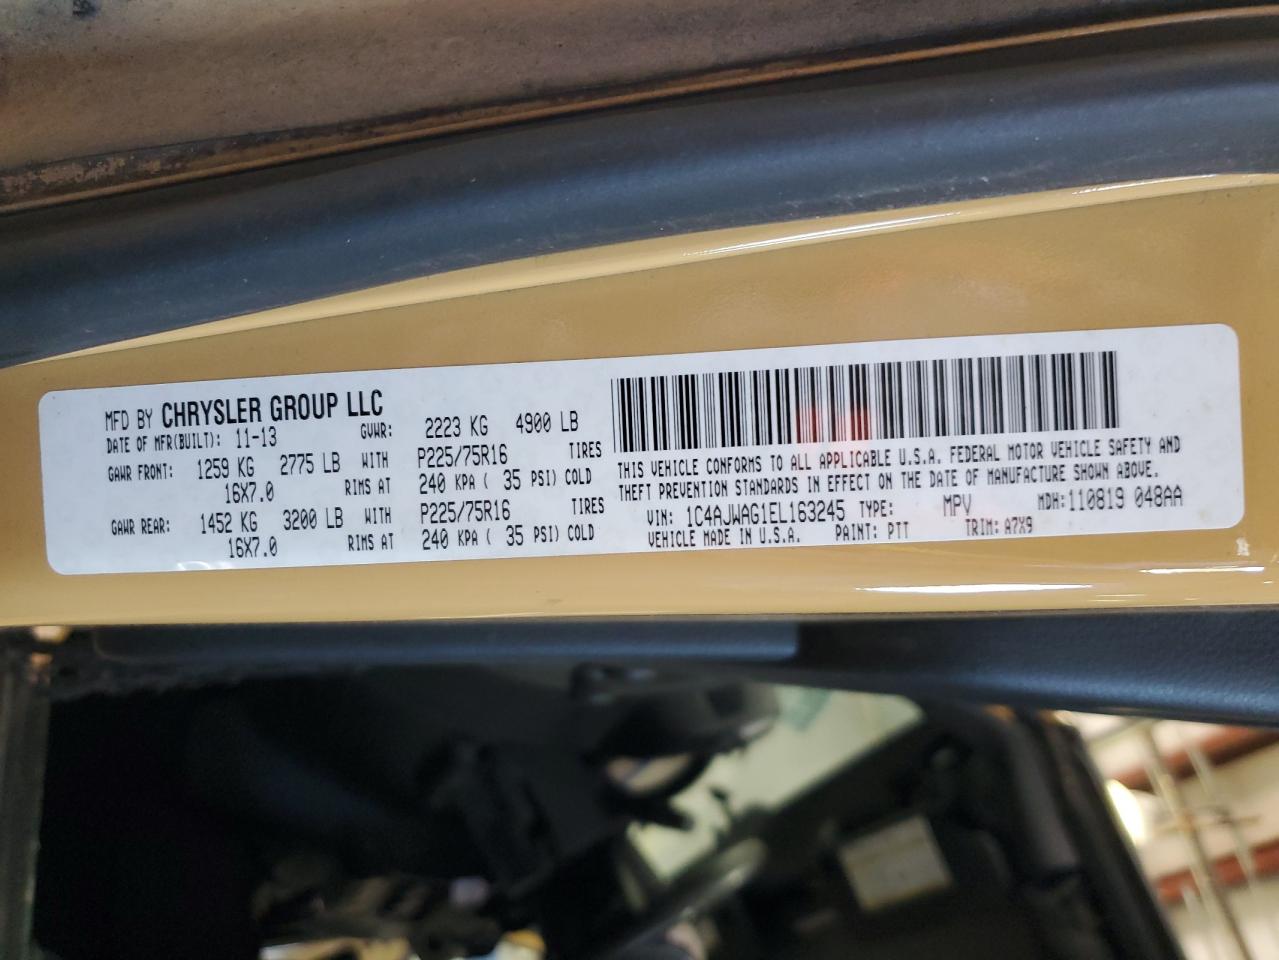 MFD BY CHRYSLER GROUP LLC
DATE OF MFR(BUILT): 11-13 GVWR: 2223 KG 4900 LB
GAWR FRONT: 1259 KG 2775 LB WITH P225/75R16 TIRES
16X7.0 RIMS AT 240 KPA ( 35 PSI) COLD
GAWR REAR: 1452 KG 3200 LB WITH P225/75R16 TIRES
16X7.0 RIMS AT 240 KPA ( 35 PSI) COLD
THIS VEHICLE CONFORMS TO ALL APPLICABLE U.S.A. FEDERAL MOTOR VEHICLE SAFETY AND
THEFT PREVENTION STANDARDS IN EFFECT ON THE DATE OF MANUFACTURE SHOWN ABOVE.
VIN: 1C4AJWAG1EL163245 TYPE: MPV MDH:110819 048AA
VEHICLE MADE IN U.S.A. PAINT: PTT TRIM: A7X9